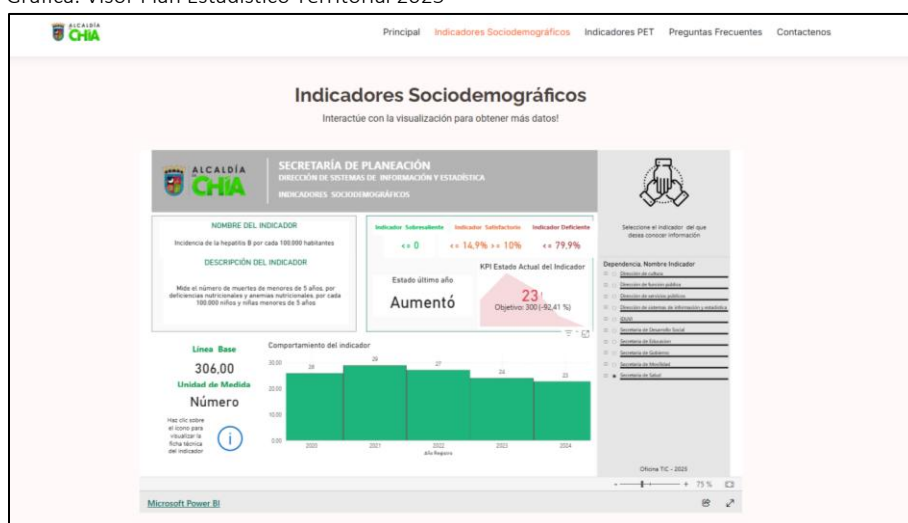 Gráfica. Visor Plan Estadístico Territorial 2025
ALCALDÍA
CHÍA
Principal Indicadores Sociodemográficos Indicadores PET Preguntas Frecuentes Contactenos
Indicadores Sociodemográficos
Interactúe con la visualización para obtener más datos!
ALCALDÍA
CHÍA
SECRETARÍA DE PLANEACIÓN
DIRECCIÓN DE SISTEMAS DE INFORMACIÓN Y ESTADÍSTICA
INDICADORES SOCIODEMOGRÁFICOS
NOMBRE DEL INDICADOR
Incidencia de la hepatitis B por cada 100.000 habitantes
DESCRIPCIÓN DEL INDICADOR
Mide el número de muertes de menores de 5 años, por
deficiencias nutricionales y anemias nutricionales, por cada
100.000 niños y niñas menores de 5 años
Indicador Sobresaliente Indicador Satisfactorio Indicador Deficiente
<= 0 <= 14,9% >= 10% <= 79,9%
KPI Estado Actual del Indicador
Estado último año
Aumentó
23
Objetivo: 300 (-92,41 %)
Seleccione el indicador del que
desea conocer información
Dependencia, Nombre Indicador
Dirección de cultura
Dirección de función pública
Dirección de servicios públicos
Dirección de sistemas de información y estadística
IDUVI
Secretaría de Desarrollo Social
Secretaría de Educación
Secretaría de Gobierno
Secretaría de Movilidad
Secretaría de Salud
Línea Base
306,00
Unidad de Medida
Número
Haz clic sobre
el icono para
visualizar la
ficha técnica
del indicador
i
Comportamiento del indicador
30,00
20,00
10,00
0,00
28 29 27 24 23
2020 2021 2022 2023 2024
Año Registro
Oficina TIC - 2025
- + 75 %
Microsoft Power BI